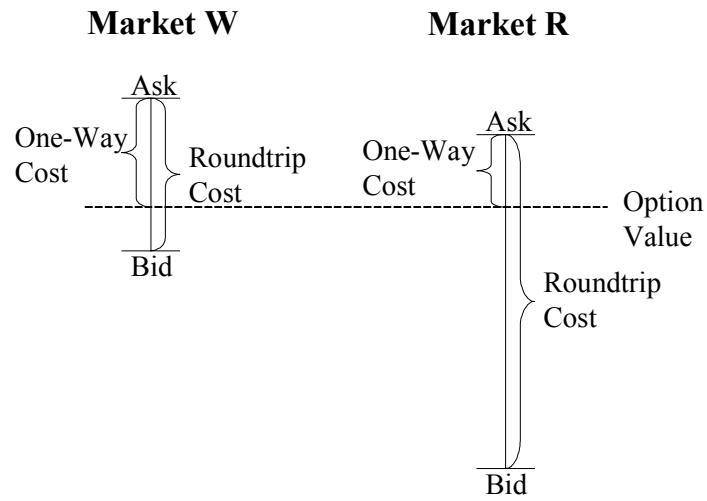 Market W
Market R
Ask
One-Way
Cost
Roundtrip
Cost
Bid
Ask
One-Way
Cost
Option
Value
Roundtrip
Cost
Bid